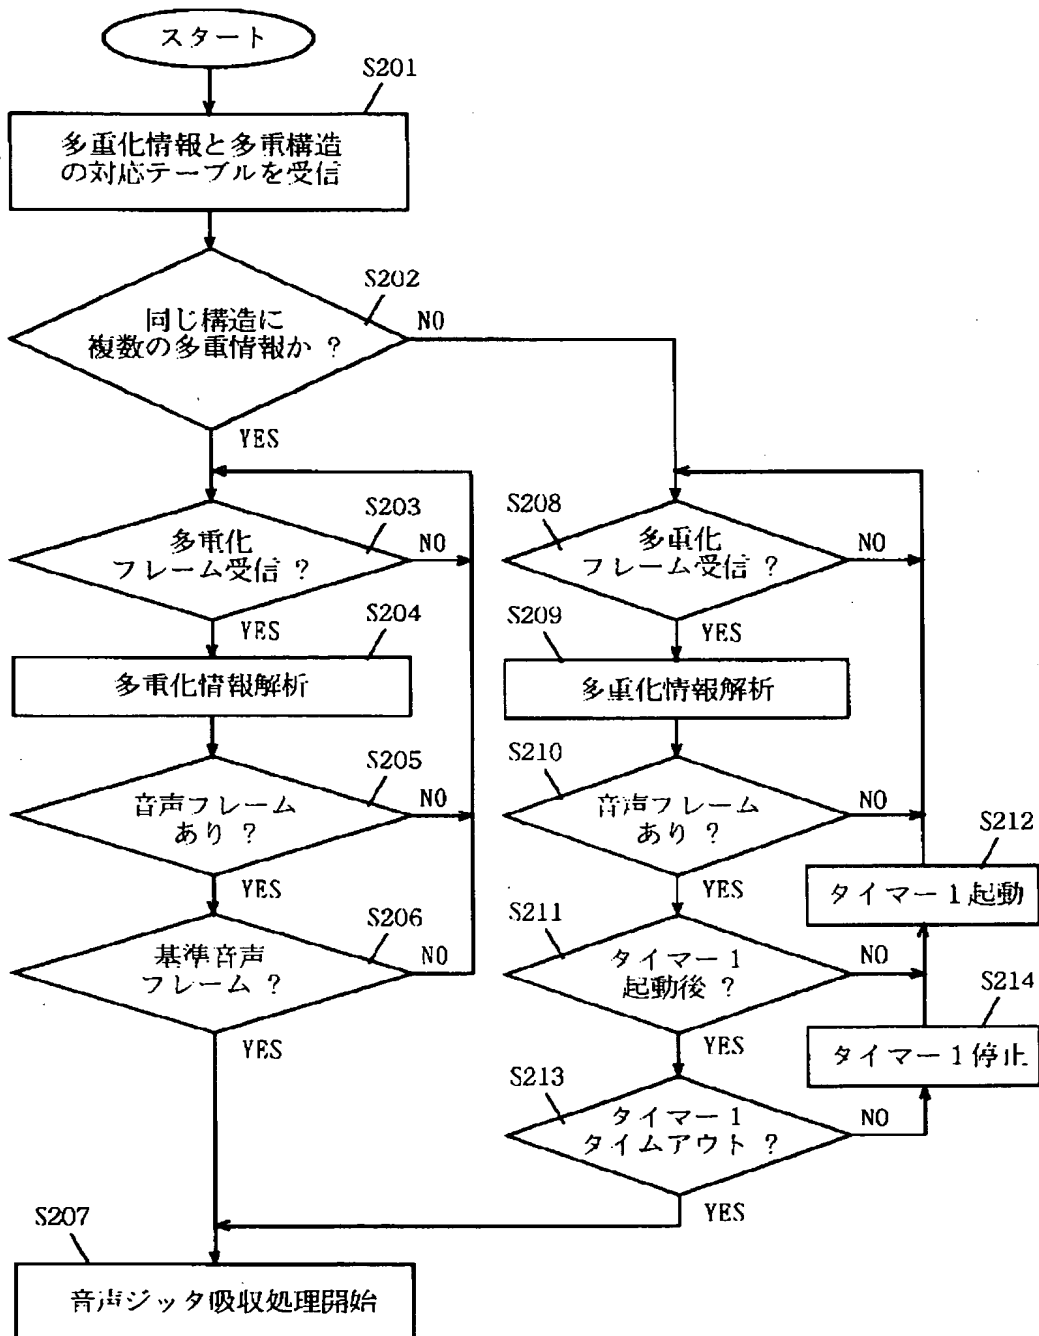 スタート
S201
多重化情報と多重構造
の対応テーブルを受信
S202
同じ構造に
複数の多重情報か ?
NO
YES
S203
多重化
フレーム受信 ?
NO
YES
S204
多重化情報解析
S205
音声フレーム
あり ?
NO
YES
S206
基準音声
フレーム ?
NO
YES
S207
音声ジッタ吸収処理開始
S208
多重化
フレーム受信 ?
NO
YES
S209
多重化情報解析
S210
音声フレーム
あり ?
NO
YES
S211
タイマー1
起動後 ?
NO
YES
S212
タイマー1起動
S213
タイマー1
タイムアウト ?
NO
YES
S214
タイマー1停止